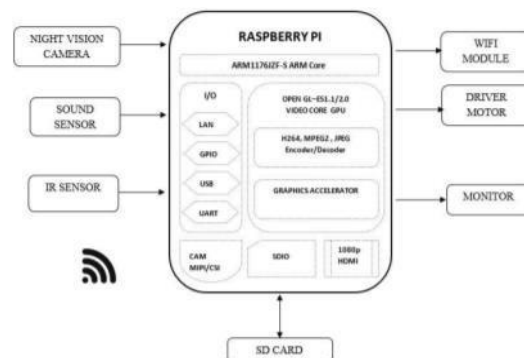 NIGHT VISION
CAMERA
SOUND
SENSOR
IR SENSOR
RASPBERRY PI
ARM1176JZF-S ARM Core
I/O
LAN
GPIO
USB
UART
OPEN GL-ES1.1/2.0
VIDEO CORE GPU
H264, MPEG2 , JPEG
Encoder/Decoder
GRAPHICS ACCELERATOR
CAM
MIPI/CSI
SDIO
1080p
HDMI
WIFI
MODULE
DRIVER
MOTOR
MONITOR
SD CARD